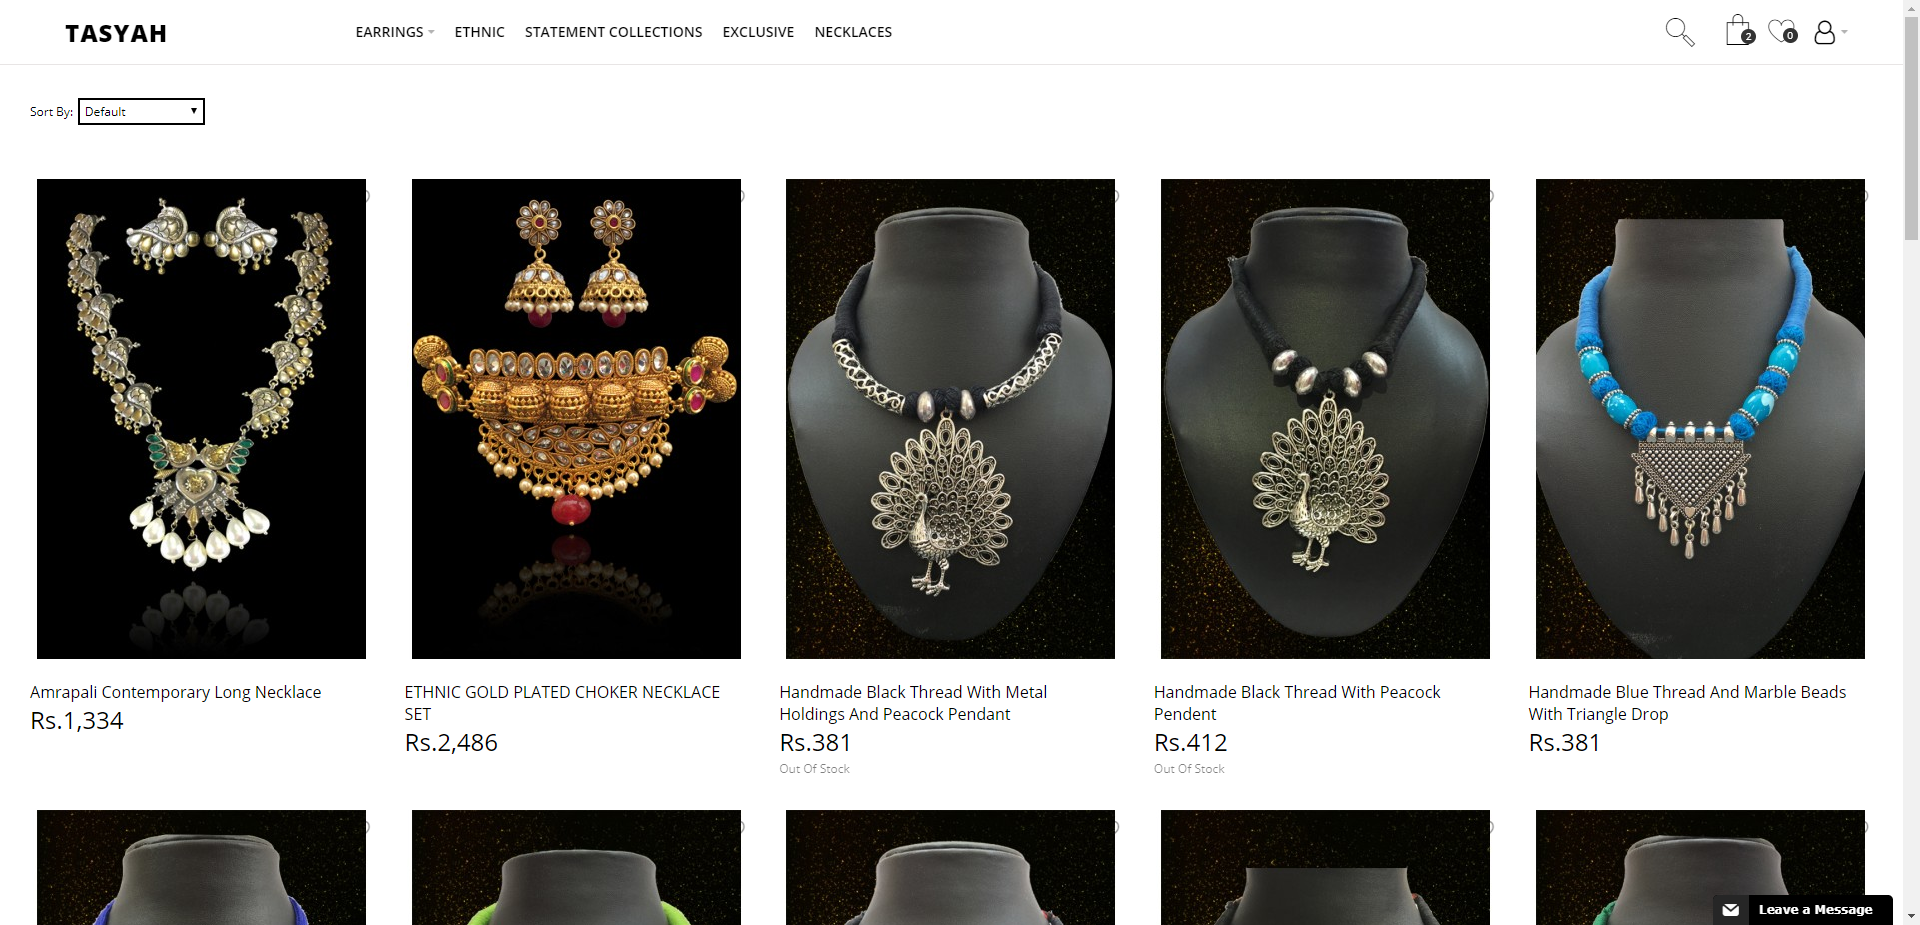 TASYAH
EARRINGS ETHNIC STATEMENT COLLECTIONS EXCLUSIVE NECKLACES
2
0
Sort By: Default
Amrapali Contemporary Long Necklace
Rs.1,334
ETHNIC GOLD PLATED CHOKER NECKLACE
SET
Rs.2,486
Handmade Black Thread With Metal
Holdings And Peacock Pendant
Rs.381
Out Of Stock
Handmade Black Thread With Peacock
Pendent
Rs.412
Out Of Stock
Handmade Blue Thread And Marble Beads
With Triangle Drop
Rs.381
Leave a Message